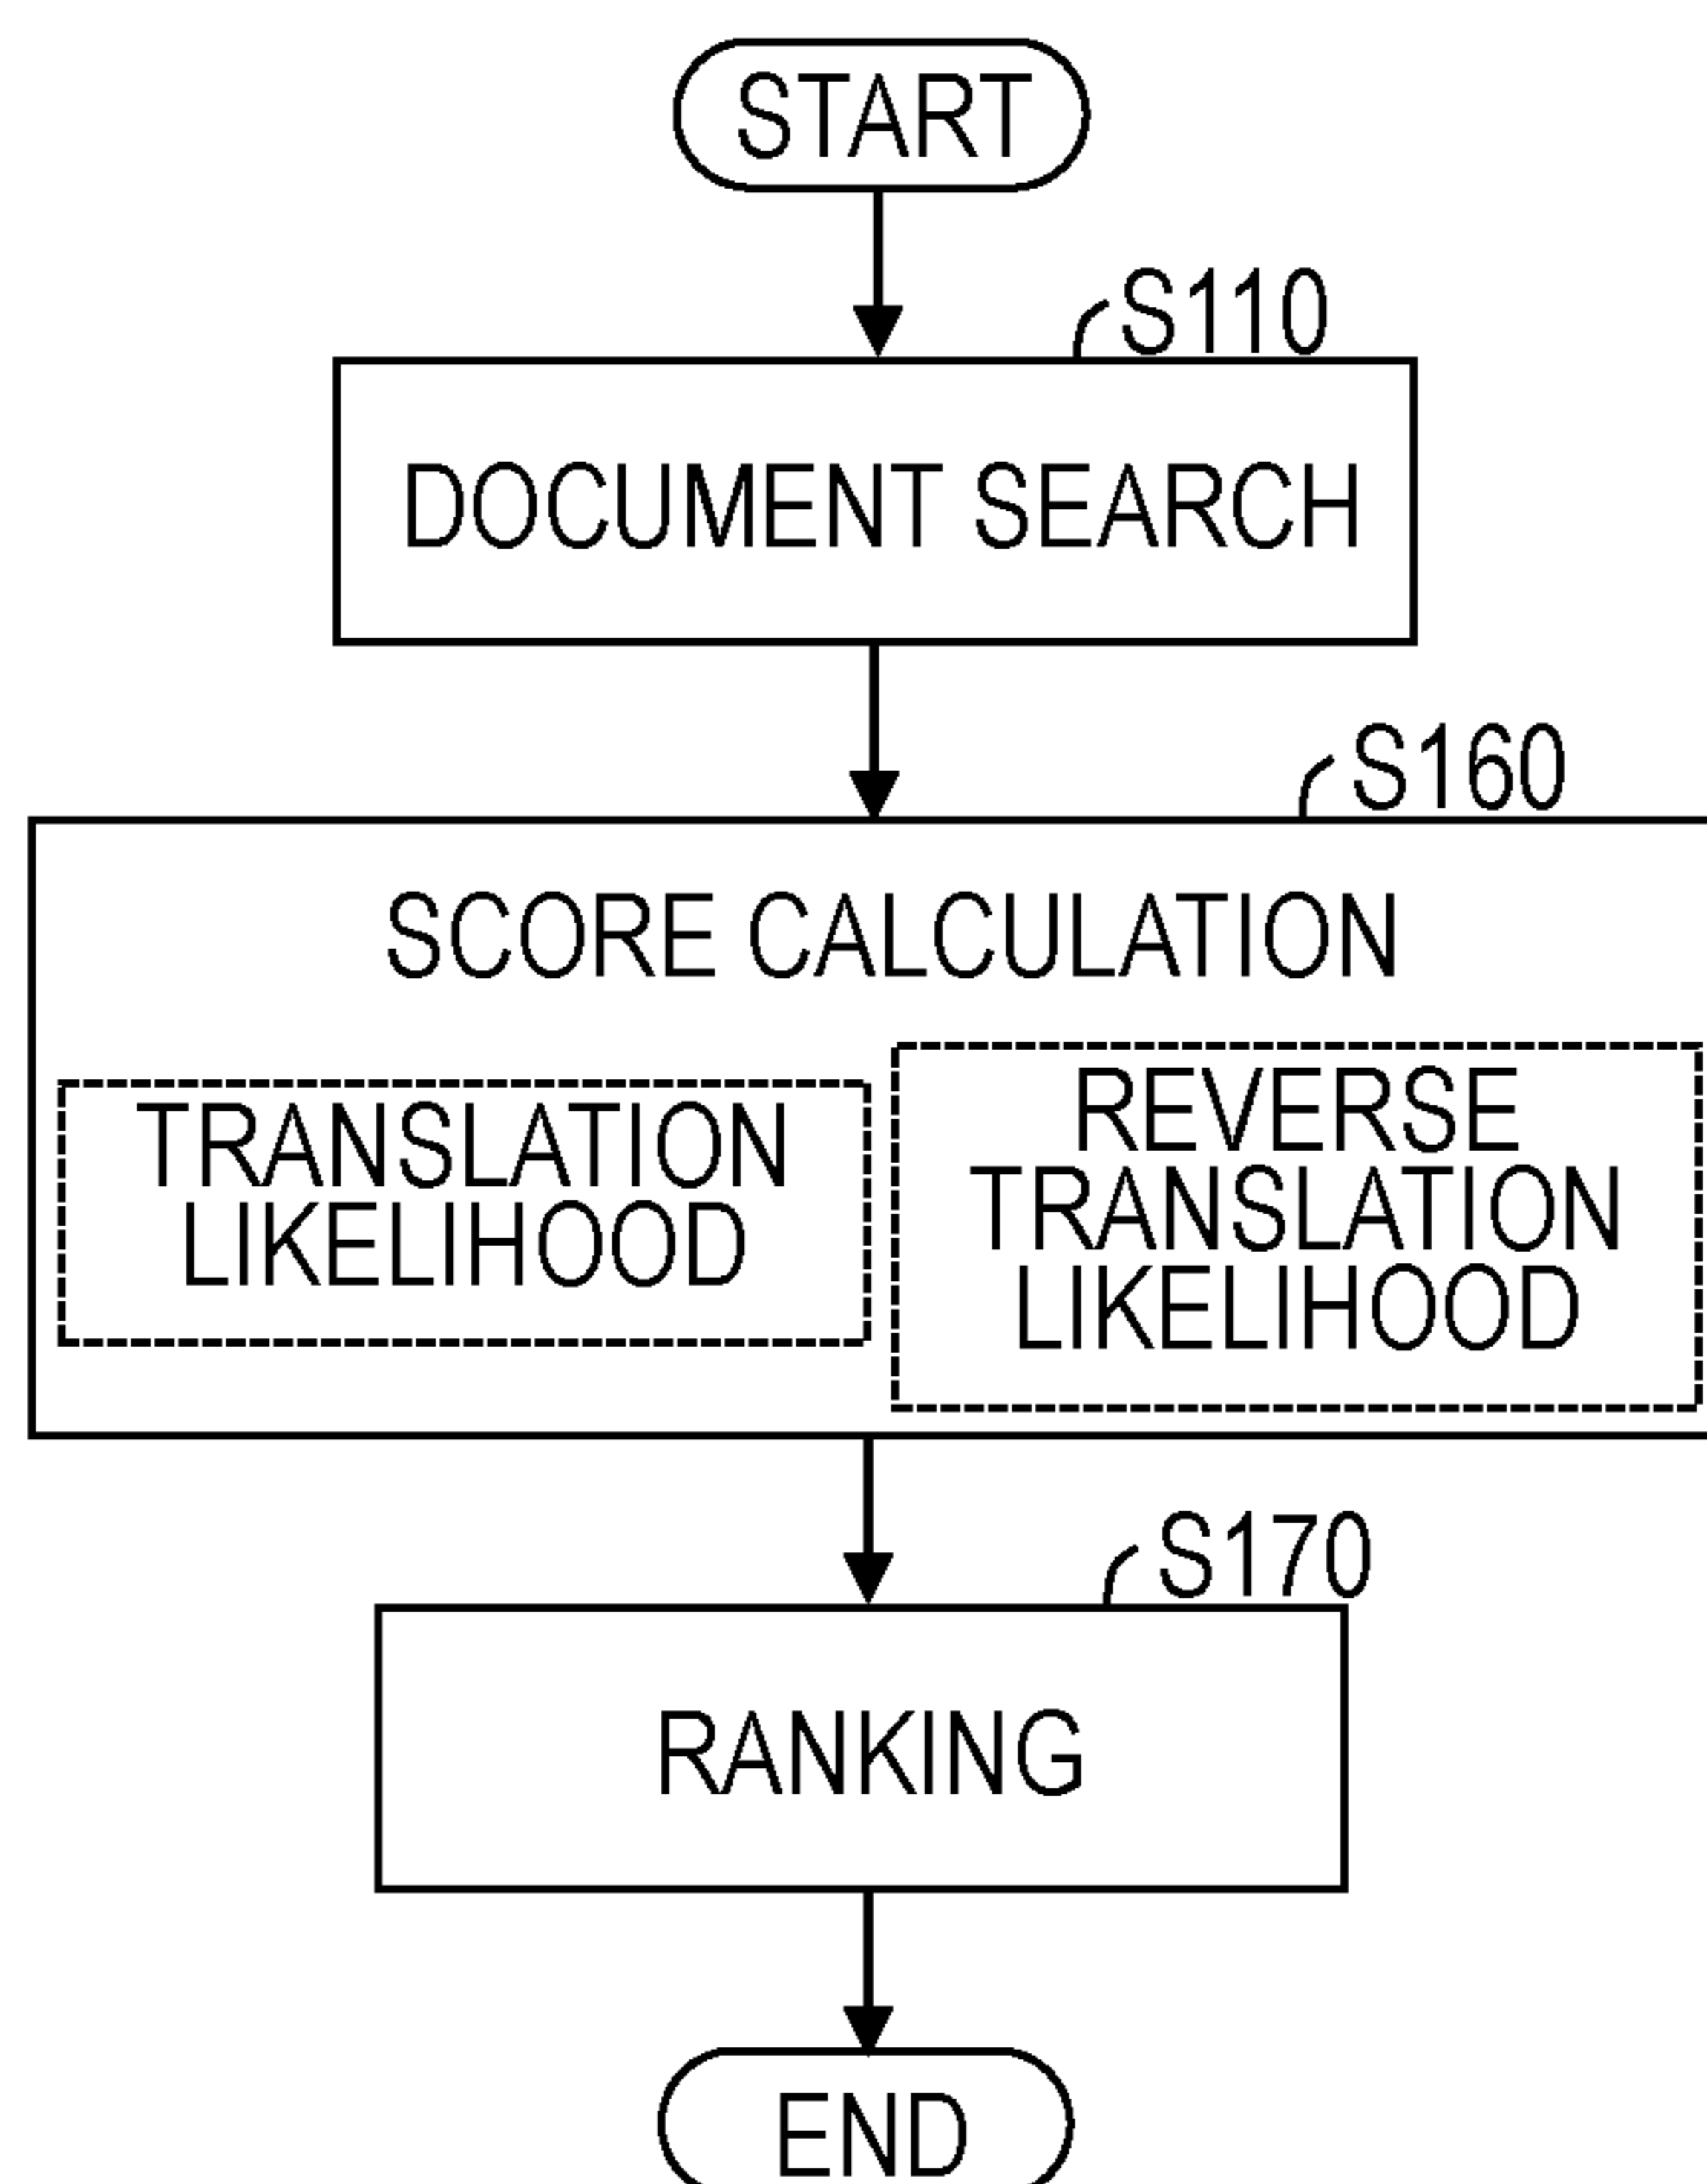 START
S110
DOCUMENT SEARCH
S160
SCORE CALCULATION
TRANSLATION
LIKELIHOOD
REVERSE
TRANSLATION
LIKELIHOOD
S170
RANKING
END